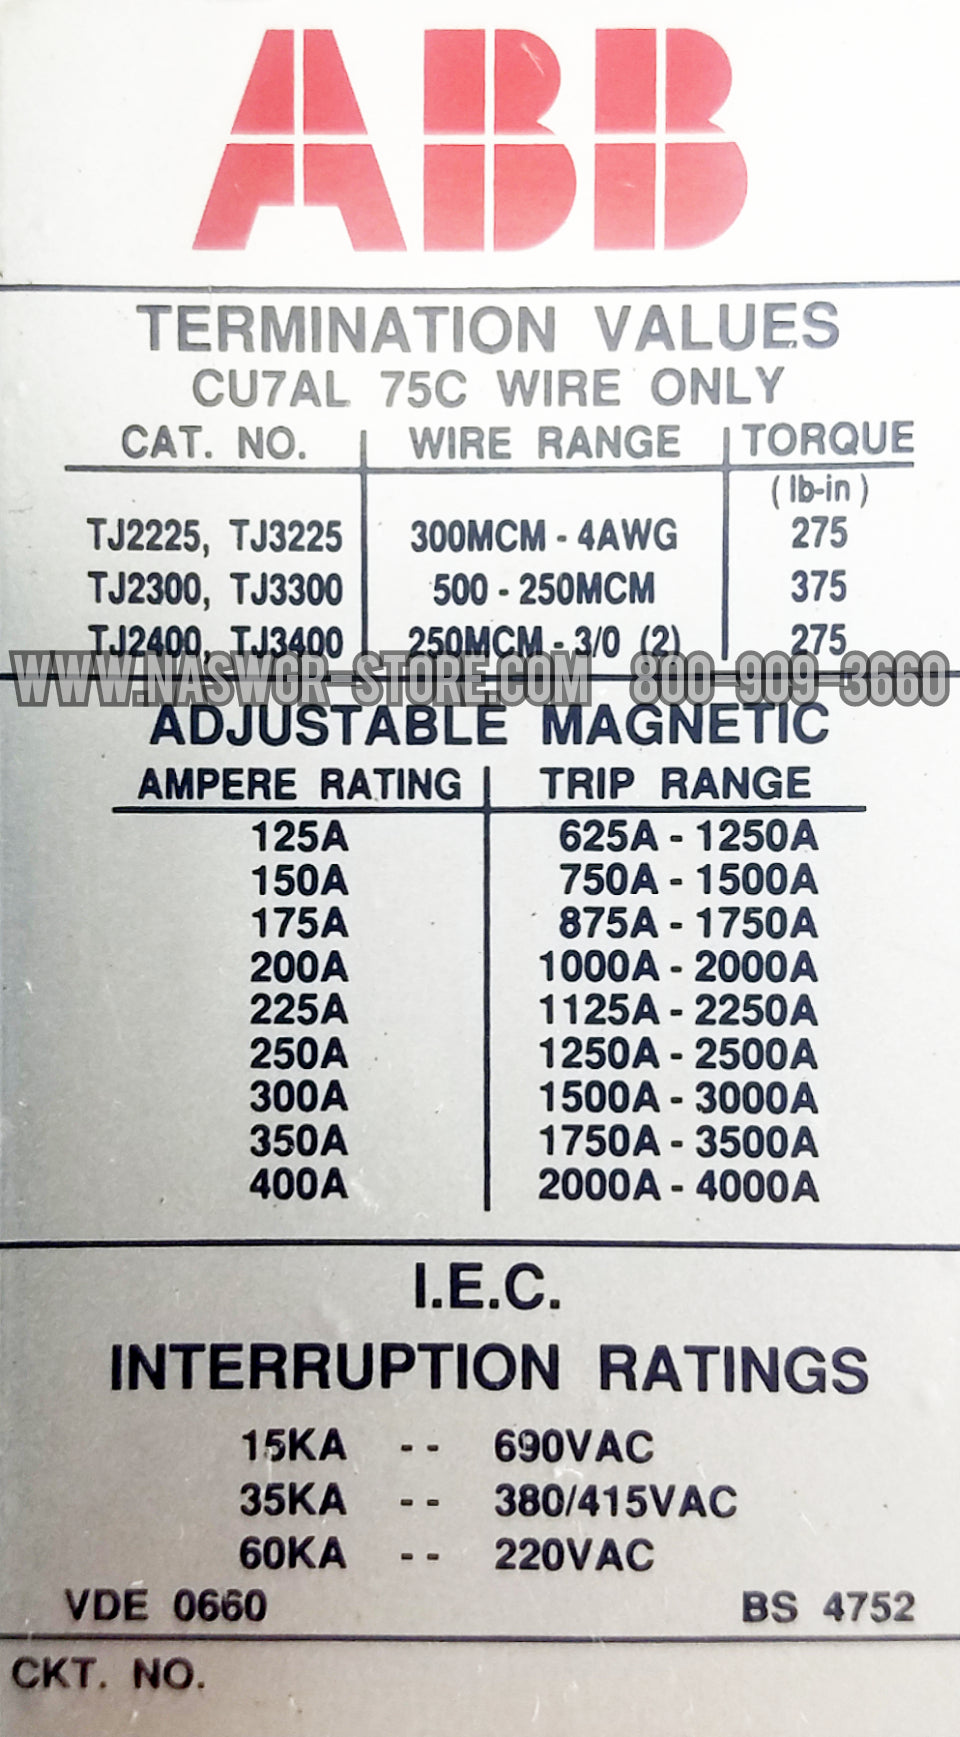 ABB
TERMINATION VALUES
CU7AL 75C WIRE ONLY
CAT. NO. WIRE RANGE TORQUE
(lb-in)
TJ2225, TJ3225 300MCM - 4AWG 275
TJ2300, TJ3300 500 - 250MCM 375
TJ2400, TJ3400 250MCM - 3/0 (2) 275
WWW.NASWGR-STORE.COM 800-909-3660
ADJUSTABLE MAGNETIC
AMPERE RATING TRIP RANGE
125A 625A - 1250A
150A 750A - 1500A
175A 875A - 1750A
200A 1000A - 2000A
225A 1125A - 2250A
250A 1250A - 2500A
300A 1500A - 3000A
350A 1750A - 3500A
400A 2000A - 4000A
I.E.C.
INTERRUPTION RATINGS
15KA -- 690VAC
35KA -- 380/415VAC
60KA -- 220VAC
VDE 0660 BS 4752
CKT. NO.